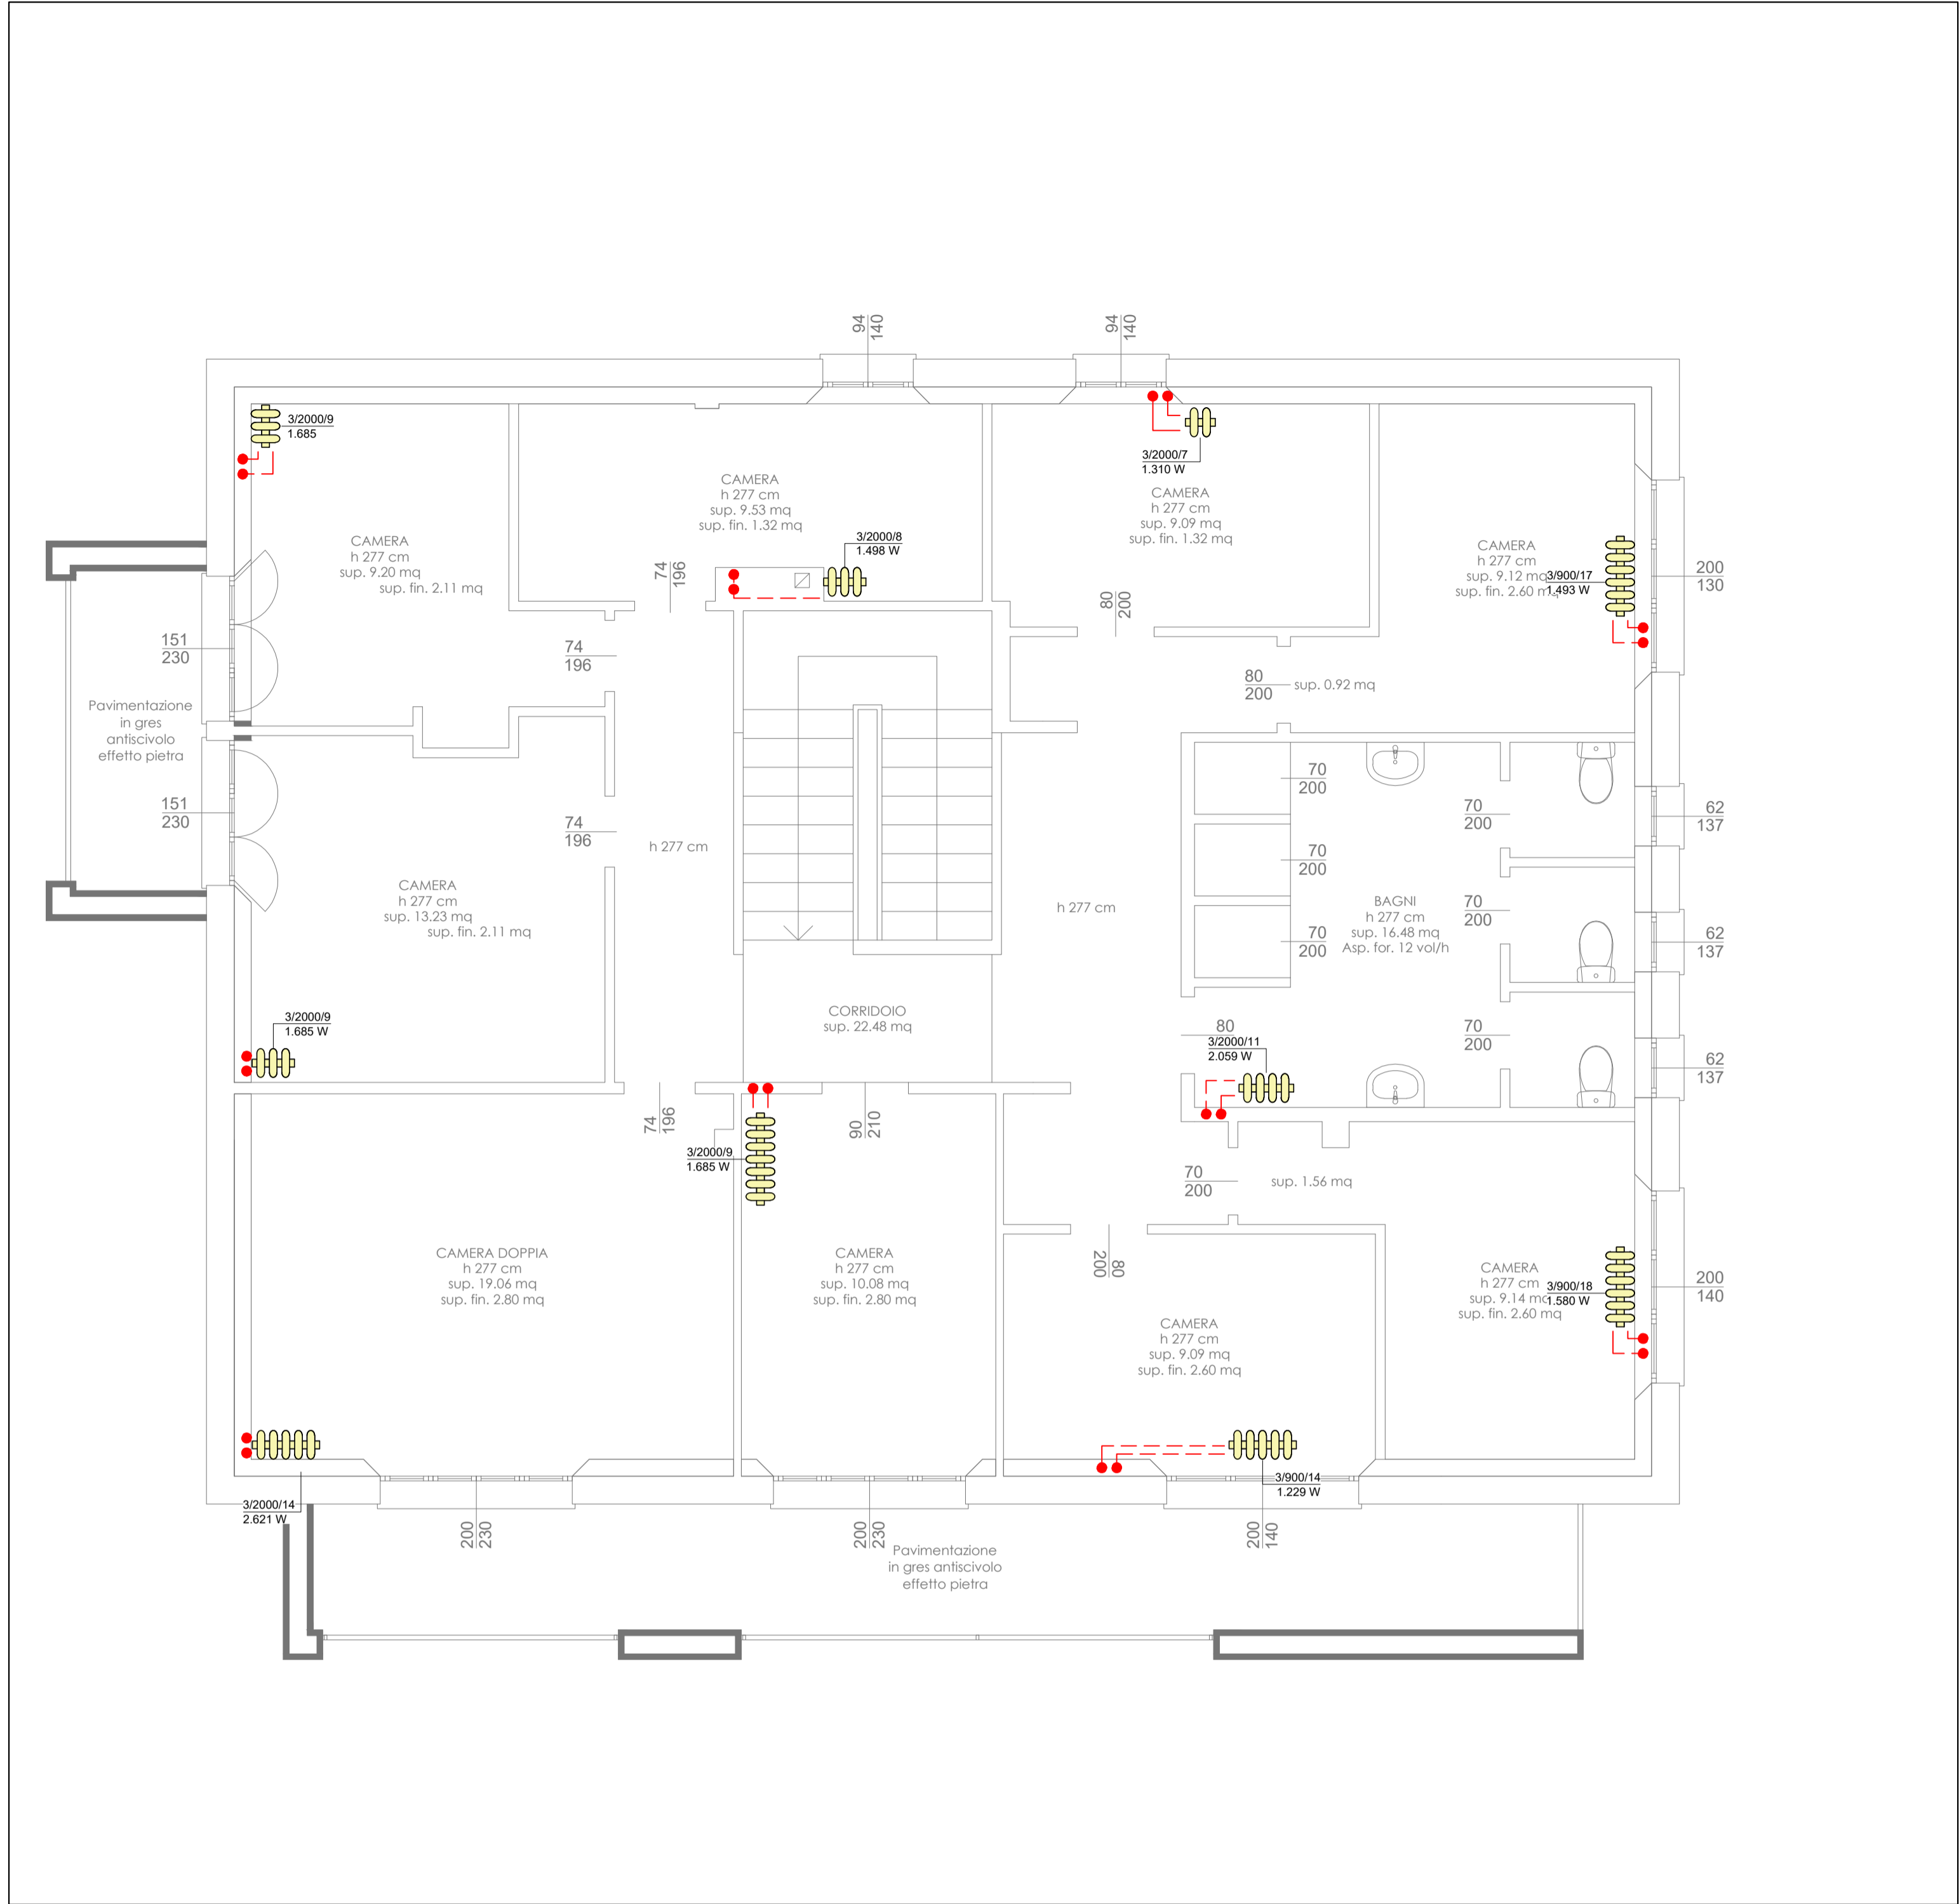 94
140
94
140
3/2000/9
1.685
3/2000/7
1.310 W
CAMERA
h 277 cm
sup. 9.53 mq
sup. fin. 1.32 mq
CAMERA
h 277 cm
sup. 9.09 mq
sup. fin. 1.32 mq
3/2000/8
1.498 W
CAMERA
h 277 cm
sup. 9.20 mq
sup. fin. 2.11 mq
CAMERA
h 277 cm
sup. 9.12 mq
sup. fin. 2.60 mq
3/900/17
1.493 W
200
130
74
196
80
200
151
230
74
196
80
200
sup. 0.92 mq
Pavimentazione
in gres
antiscivolo
effetto pietra
151
230
74
196
h 277 cm
70
200
70
200
62
137
70
200
CAMERA
h 277 cm
sup. 13.23 mq
sup. fin. 2.11 mq
h 277 cm
BAGNI
h 277 cm
sup. 16.48 mq
Asp. for. 12 vol/h
70
200
70
200
62
137
3/2000/9
1.685 W
CORRIDOIO
sup. 22.48 mq
80
3/2000/11
2.059 W
70
200
62
137
74
196
90
210
3/2000/9
1.685 W
70
200
sup. 1.56 mq
80
200
CAMERA DOPPIA
h 277 cm
sup. 19.06 mq
sup. fin. 2.80 mq
CAMERA
h 277 cm
sup. 10.08 mq
sup. fin. 2.80 mq
CAMERA
h 277 cm
sup. 9.14 mq
sup. fin. 2.60 mq
3/900/18
1.580 W
200
140
CAMERA
h 277 cm
sup. 9.09 mq
sup. fin. 2.60 mq
3/900/14
1.229 W
3/2000/14
2.621 W
200
230
200
230
200
140
Pavimentazione
in gres antiscivolo
effetto pietra